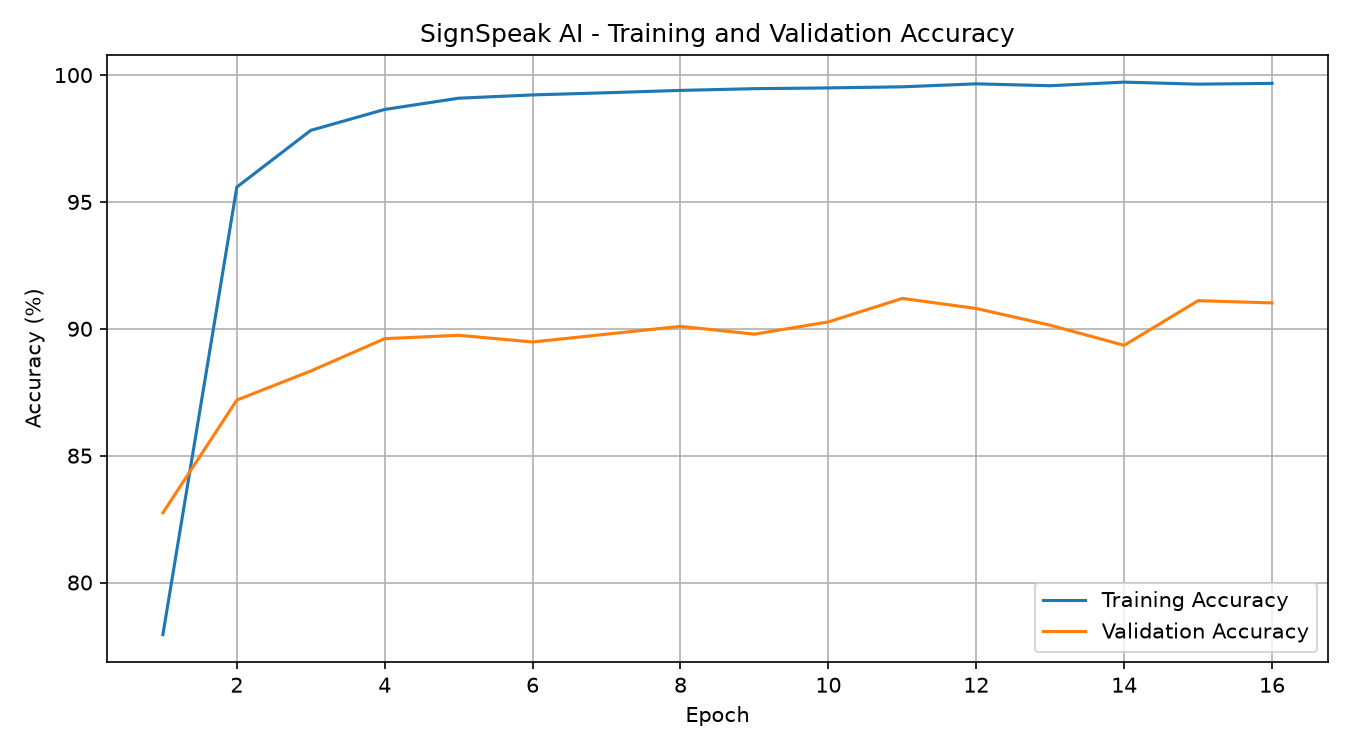 SignSpeak AI - Training and Validation Accuracy
100
95
90
85
80
Accuracy (%)
2 4 6 8 10 12 14 16
Epoch
Training Accuracy
Validation Accuracy